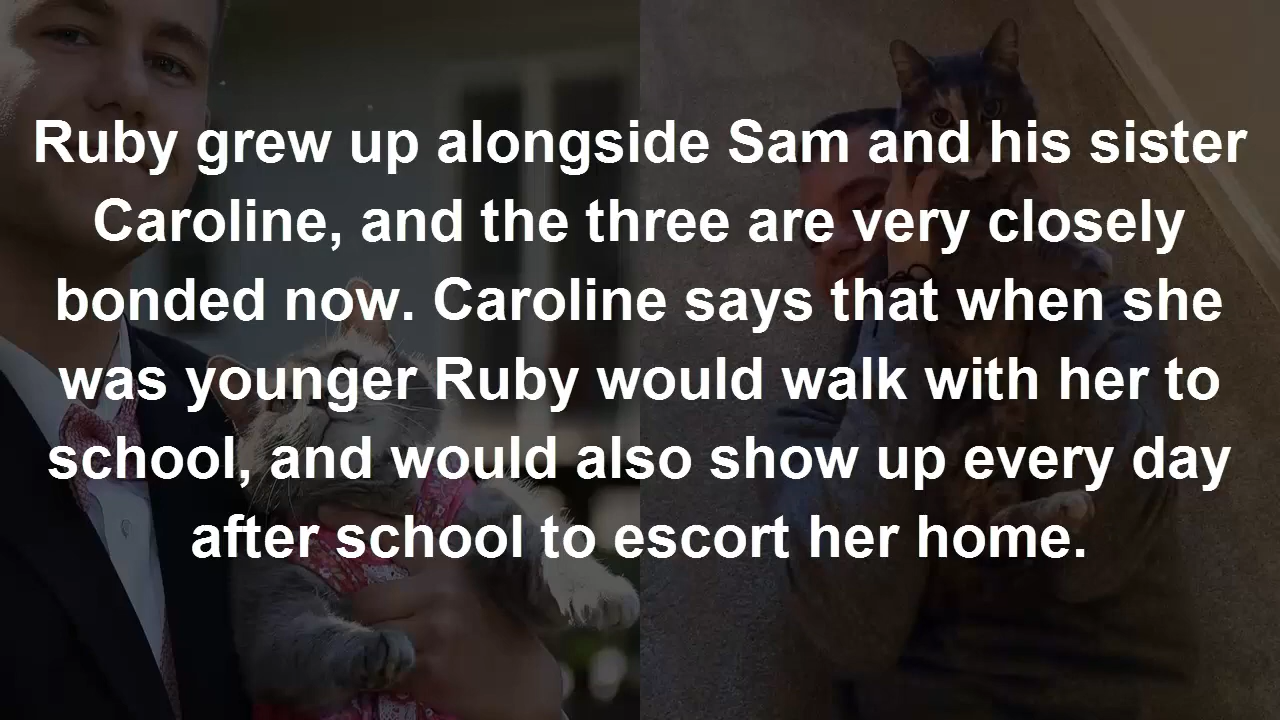 Ruby grew up alongside Sam and his sister
Caroline, and the three are very closely
bonded now. Caroline says that when she
was younger Ruby would walk with her to
school, and would also show up every day
after school to escort her home.